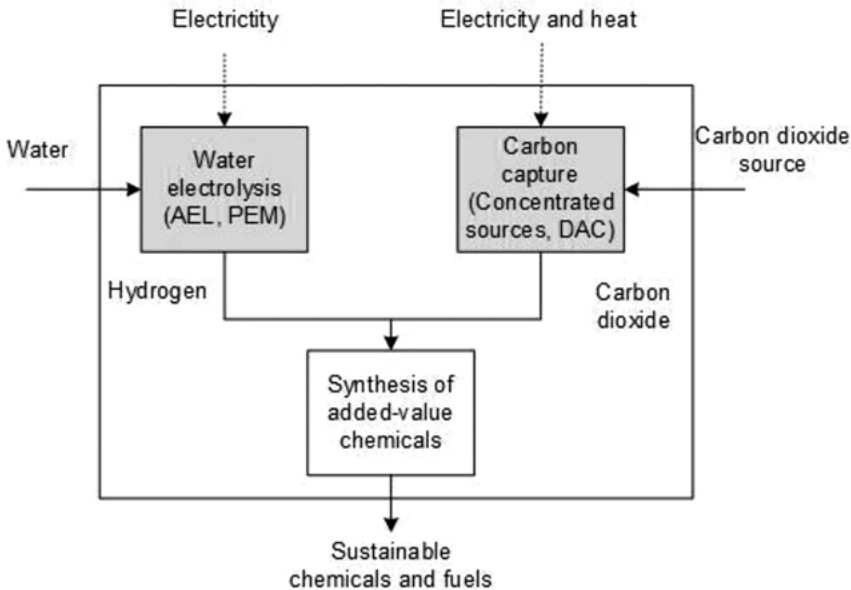 Electrictity
Electricity and heat
Water
Water
electrolysis
(AEL, PEM)
Carbon
capture
(Concentrated
sources, DAC)
Carbon dioxide
source
Hydrogen
Carbon
dioxide
Synthesis of
added-value
chemicals
Sustainable
chemicals and fuels